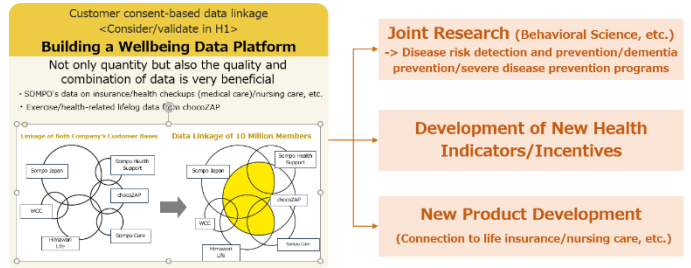 Customer consent-based data linkage
<Consider/validate in H1>
Building a Wellbeing Data Platform
Not only quantity but also the quality and
combination of data is very beneficial
・SOMPO's data on insurance/health checkups (medical care)/nursing care, etc.
・Exercise/health-related lifelog data from chocoZAP
Linkage of Both Company's Customer Bases
Sompo Japan
Sompo Health
Support
chocoZAP
WCC
Himawari
Life
Sompo Care
Data Linkage of 10 Million Members
Sompo Japan
Sompo Health
Support
chocoZAP
WCC
Himawari
Life
Sompo Care
Joint Research (Behavioral Science, etc.)
-> Disease risk detection and prevention/dementia
prevention/severe disease prevention programs
Development of New Health
Indicators/Incentives
New Product Development
(Connection to life insurance/nursing care, etc.)